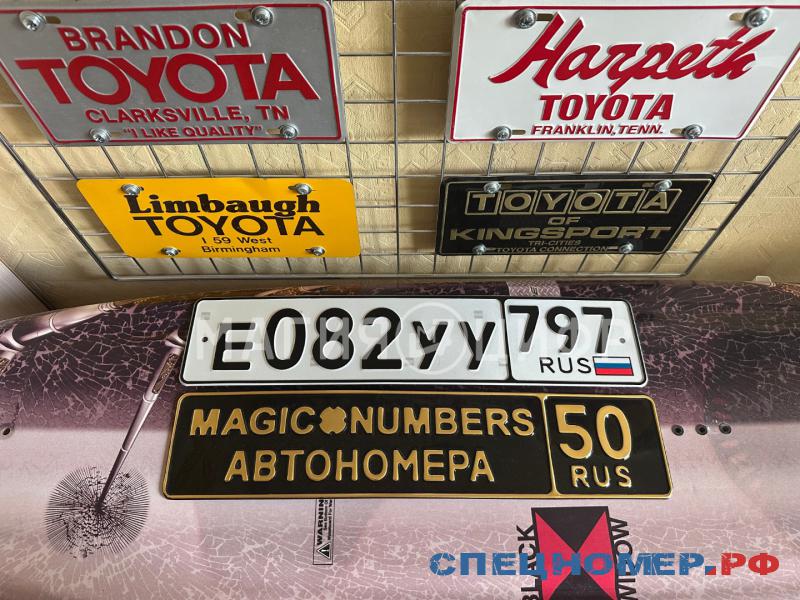 BRANDON
TOYOTA
CLARKSVILLE, TN
"I LIKE QUALITY"
Harpeth
TOYOTA
FRANKLIN, TENN.
Limbaugh
TOYOTA
I 59 West
Birmingham
TOYOTA
OF
KINGSPORT
TRI-CITIES
TOYOTA CONNECTION
Е082УУ 797
RUS
MAGIC NUMBERS
АВТОНОМЕРА
50
RUS
WARNING
BLACK
WIDOW
СПЕЦНОМЕР.РФ